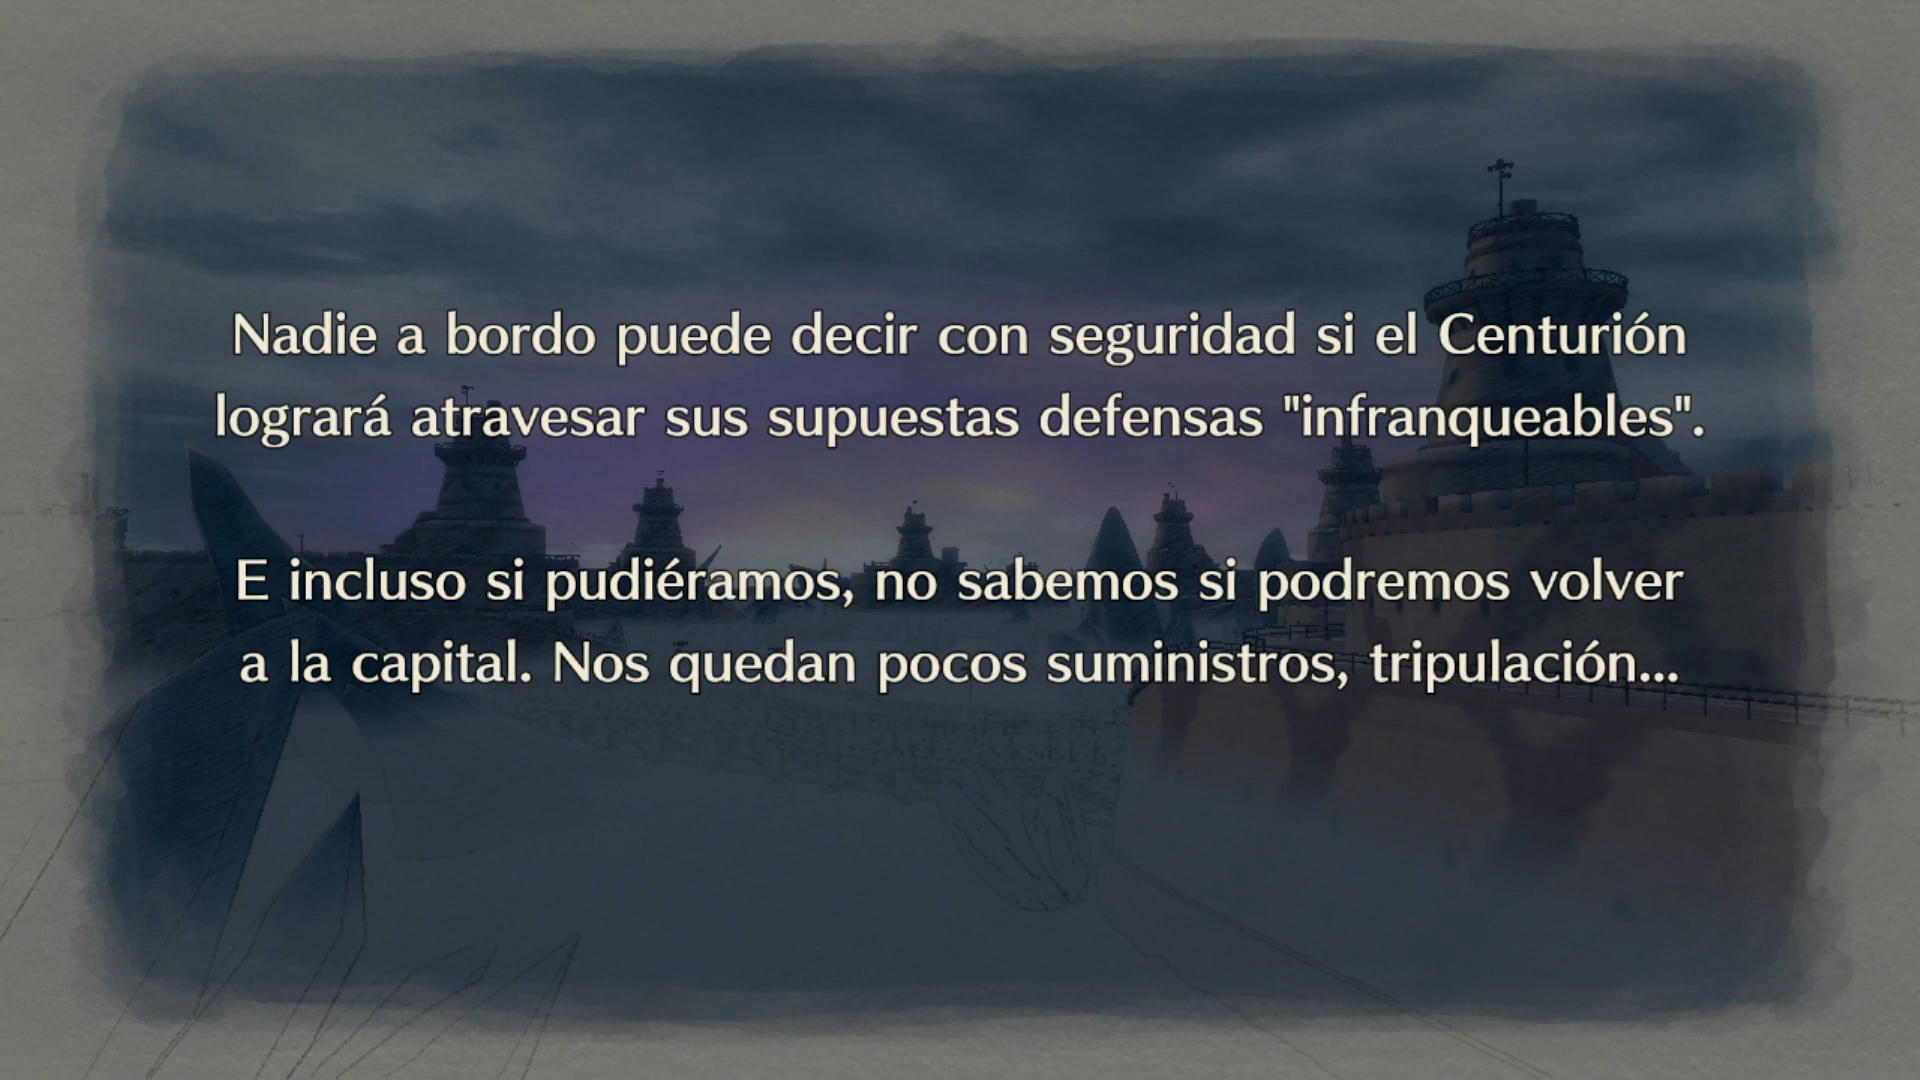 Nadie a bordo puede decir con seguridad si el Centurión
logrará atravesar sus supuestas defensas "infranqueables".
E incluso si pudiéramos, no sabemos si podremos volver
a la capital. Nos quedan pocos suministros, tripulación...